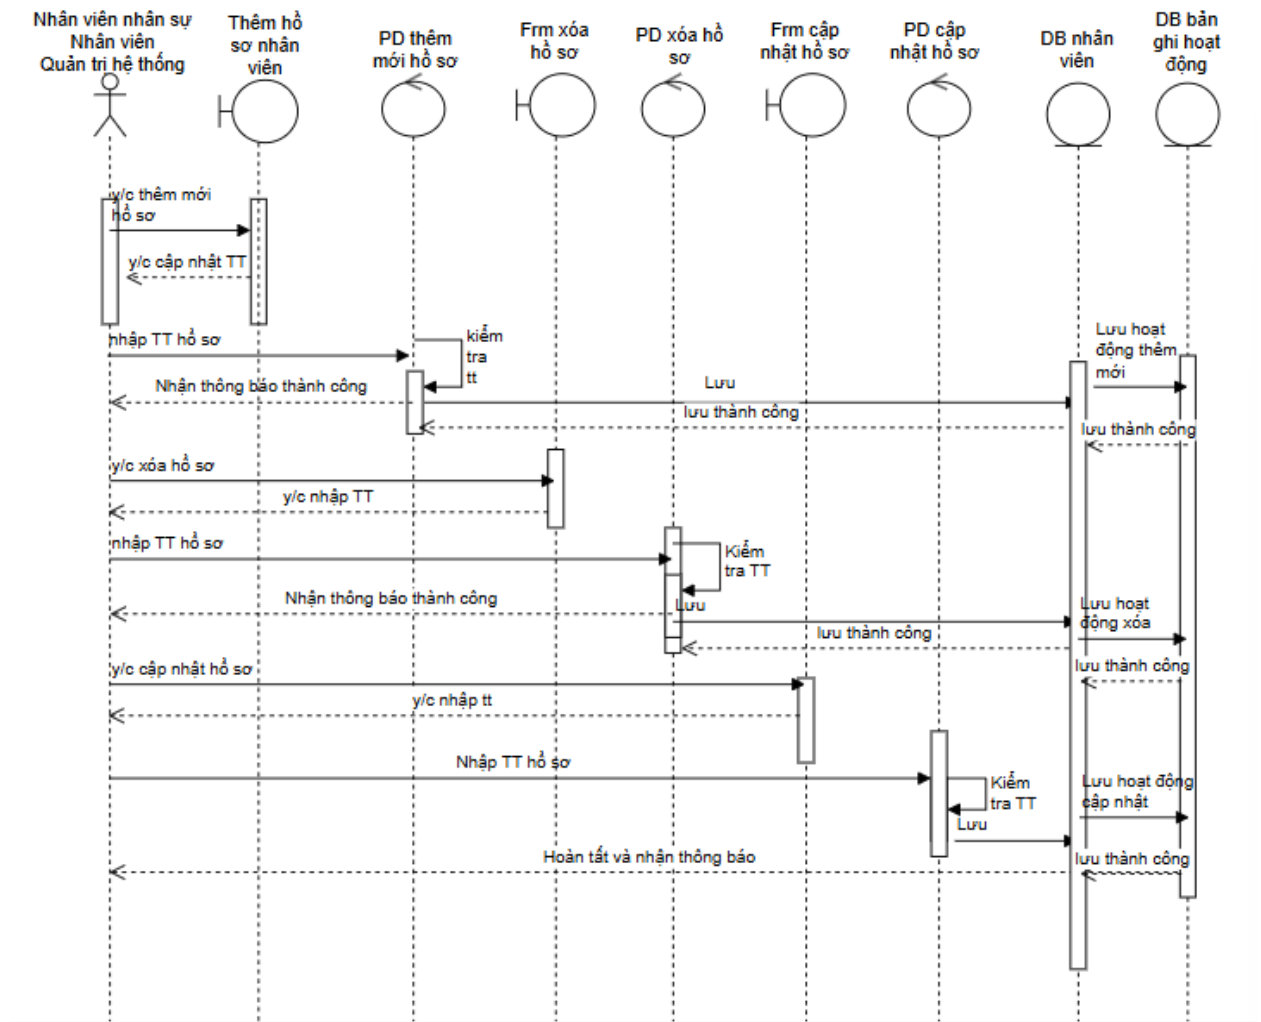 Nhân viên nhân sự
Nhân viên
Quản trị hệ thống
Thêm hồ
sơ nhân
viên
PD thêm
mới hồ sơ
Frm xóa
hồ sơ
PD xóa hồ
sơ
Frm cập
nhật hồ sơ
PD cập
nhật hồ sơ
DB nhân
viên
DB bản
ghi hoạt
động
y/c thêm mới
hồ sơ
y/c cập nhật TT
nhập TT hồ sơ
kiểm
tra
tt
Lưu hoạt
động thêm
mới
Nhận thông báo thành công
Lưu
lưu thành công
lưu thành công
y/c xóa hồ sơ
y/c nhập TT
nhập TT hồ sơ
Kiểm
tra TT
Nhận thông báo thành công
Lưu
Lưu hoạt
động xóa
lưu thành công
lưu thành công
y/c cập nhật hồ sơ
y/c nhập tt
Nhập TT hồ sơ
Kiểm
tra TT
Lưu hoạt động
cập nhật
Lưu
Hoàn tất và nhận thông báo
lưu thành công